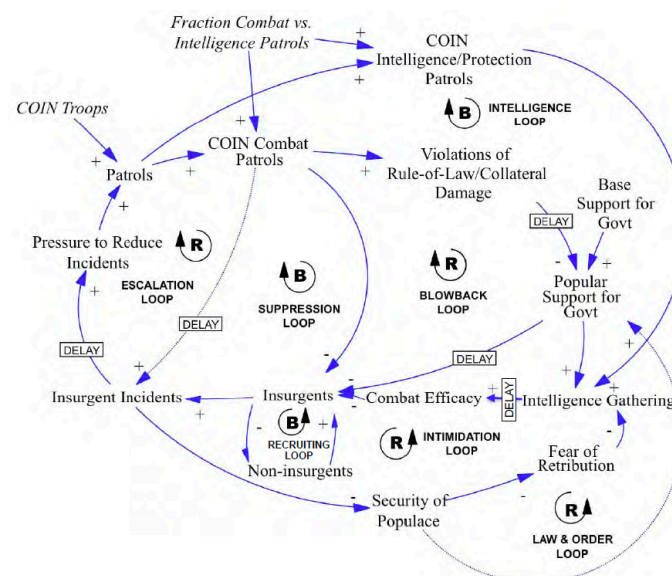 Fraction Combat vs.
Intelligence Patrols
+
COIN
Intelligence/Protection
Patrols
+
COIN Troops
+
B
INTELLIGENCE
LOOP
+
Patrols
+
COIN Combat
Patrols
+
Violations of
Rule-of-Law/Collateral
Damage
Base
Support for
Govt
+
DELAY
Pressure to Reduce
Incidents
R
ESCALATION
LOOP
B
SUPPRESSION
LOOP
R
BLOWBACK
LOOP
-
+
Popular
Support for
Govt
+
DELAY
DELAY
DELAY
+
+
+
Insurgent Incidents
+
-
-
Insurgents
-
Combat Efficacy
+
DELAY
+
Intelligence Gathering
-
B
+
RECRUITING
LOOP
R
INTIMIDATION
LOOP
-
Non-insurgents
Fear of
Retribution
-
Security of
Populace
-
R
LAW & ORDER
LOOP